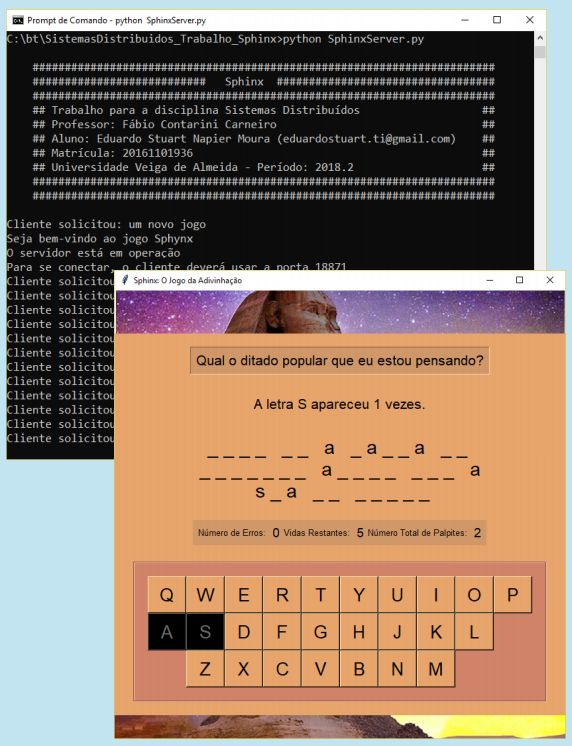 Prompt de Comando - python SphinxServer.py
C:\bt\SistemasDistribuidos_Trabalho_Sphinx>python SphinxServer.py
########################################################################
########################### Sphinx ##################################
########################################################################
## Trabalho para a disciplina Sistemas Distribuídos ##
## Professor: Fábio Contarini Carneiro ##
## Aluno: Eduardo Stuart Napier Moura (eduardostuart.ti@gmail.com) ##
## Matrícula: 20161101936 ##
## Universidade Veiga de Almeida - Período: 2018.2 ##
########################################################################
########################################################################
Cliente solicitou: um novo jogo
Seja bem-vindo ao jogo Sphynx
O servidor está em operação
Para se conectar, o cliente deverá usar a porta 18871
Cliente solicitou
Cliente solicitou
Cliente solicitou
Cliente solicitou
Cliente solicitou
Cliente solicitou
Cliente solicitou
Cliente solicitou
Cliente solicitou
Cliente solicitou
Cliente solicitou
Cliente solicitou
Sphinx: O Jogo da Adivinhação
Qual o ditado popular que eu estou pensando?
A letra S apareceu 1 vezes.
_ _ _ _ _ _ a _ a _ _ a _ _
_ _ _ _ _ _ _ a _ _ _ _ _ _ _ a
s _ a _ _ _ _ _ _ _
Número de Erros: 0 Vidas Restantes: 5 Número Total de Palpites: 2
Q W E R T Y U I O P
A S D F G H J K L
Z X C V B N M